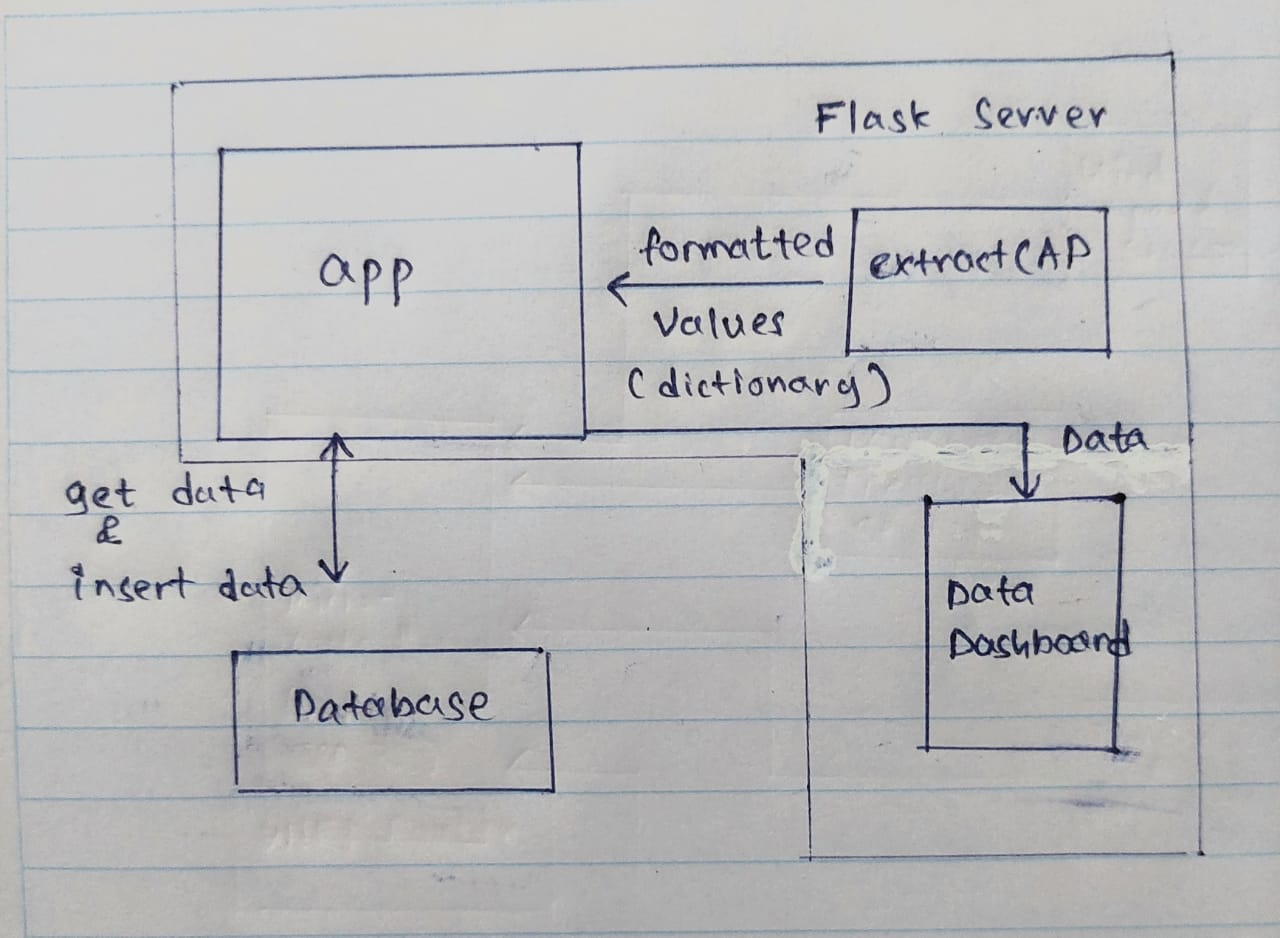 Flask Server
app
formatted
values
(dictionary)
extractCAP
Data
get data
&
insert data
Data
Dashboard
Database